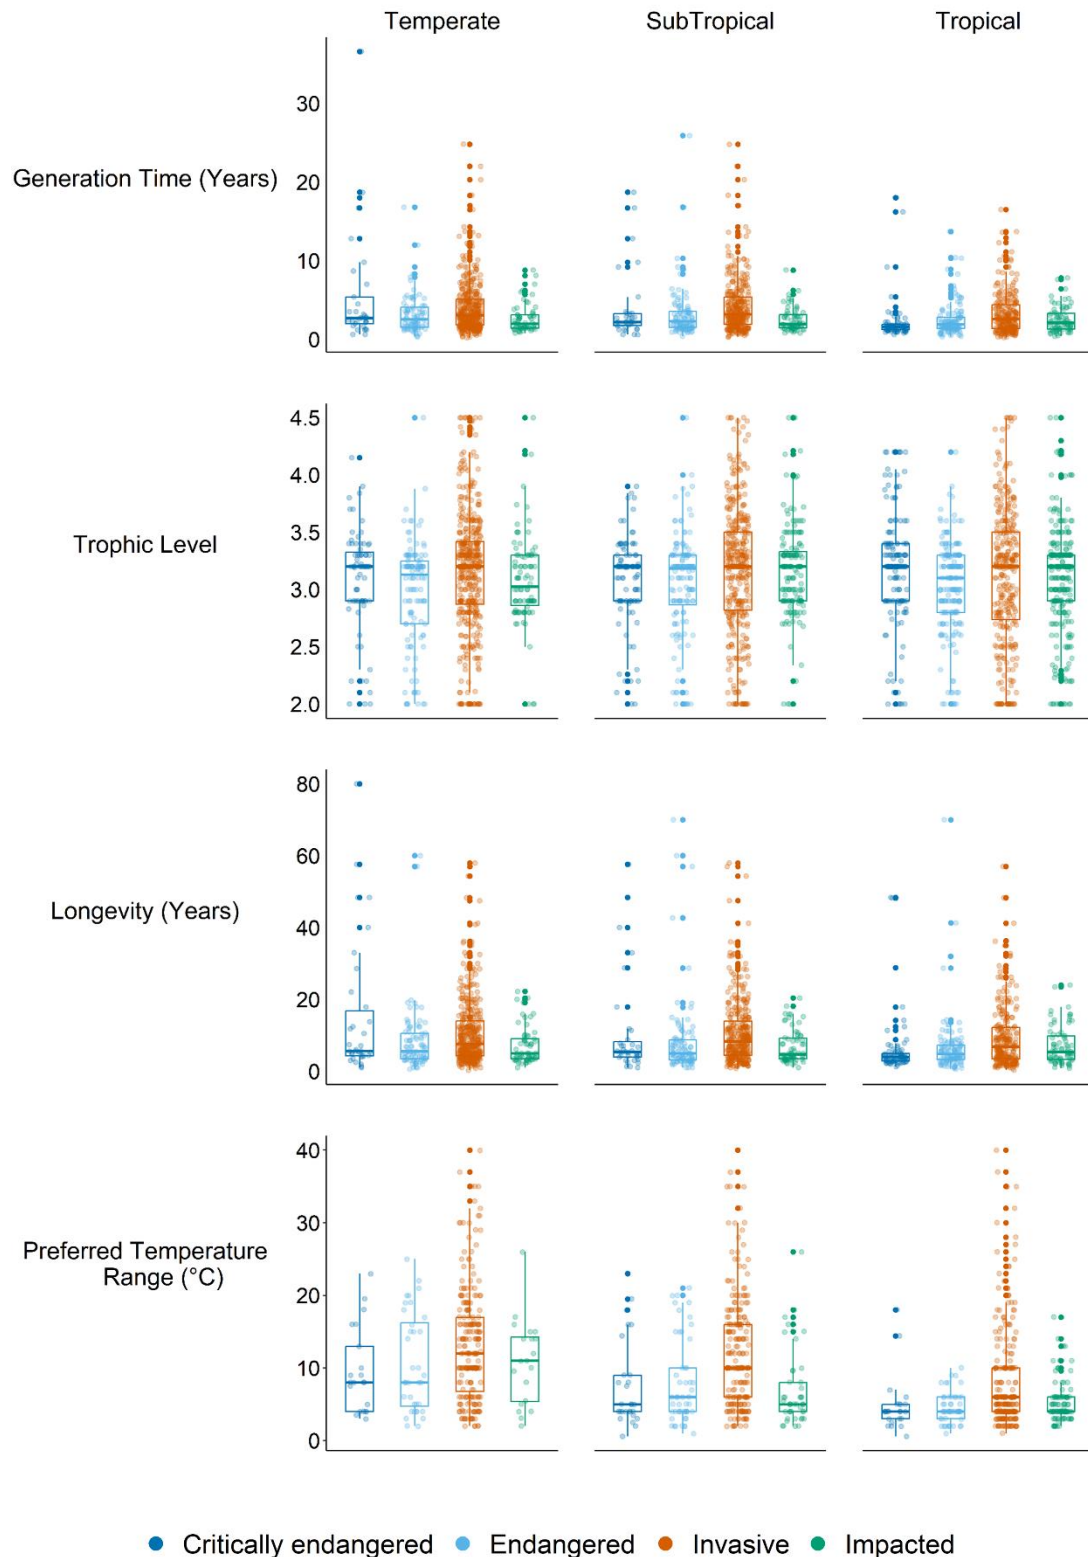 Temperate SubTropical Tropical
Generation Time (Years)
30
20
10
0
Trophic Level
4.5
4.0
3.5
3.0
2.5
2.0
Longevity (Years)
80
60
40
20
0
Preferred Temperature
Range (°C)
40
30
20
10
0
Critically endangered Endangered Invasive Impacted